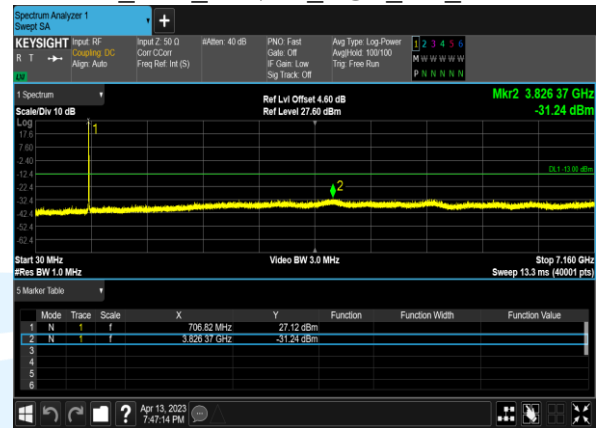 Spectrum Analyzer 1
Swept SA
KEYSIGHT Input: RF Input Z: 50 Ω #Atten: 40 dB PNO: Fast Avg Type: Log-Power 1 2 3 4 5 6
R T Coupling: DC Corr CCorr Gate: Off Avg|Hold: 100/100 M W W W W W
Align: Auto Freq Ref: Int (S) IF Gain: Low Trig: Free Run
Sig Track: Off P N N N N N
LV
1 Spectrum Ref Lvl Offset 4.60 dB Mkr2 3.826 37 GHz
Scale/Div 10 dB Ref Level 27.60 dBm -31.24 dBm
Log
1
17.6
7.60
-2.40
-12.4 DL1 -13.00 dBm
-22.4 2
-32.4
-42.4
-52.4
-62.4
Start 30 MHz Video BW 3.0 MHz Stop 7.160 GHz
#Res BW 1.0 MHz Sweep 13.3 ms (40001 pts)
5 Marker Table
Mode Trace Scale X Y Function Function Width Function Value
1 N 1 f 706.82 MHz 27.12 dBm
2 N 1 f 3.826 37 GHz -31.24 dBm
3
4
5
6
? Apr 13, 2023
7:47:14 PM